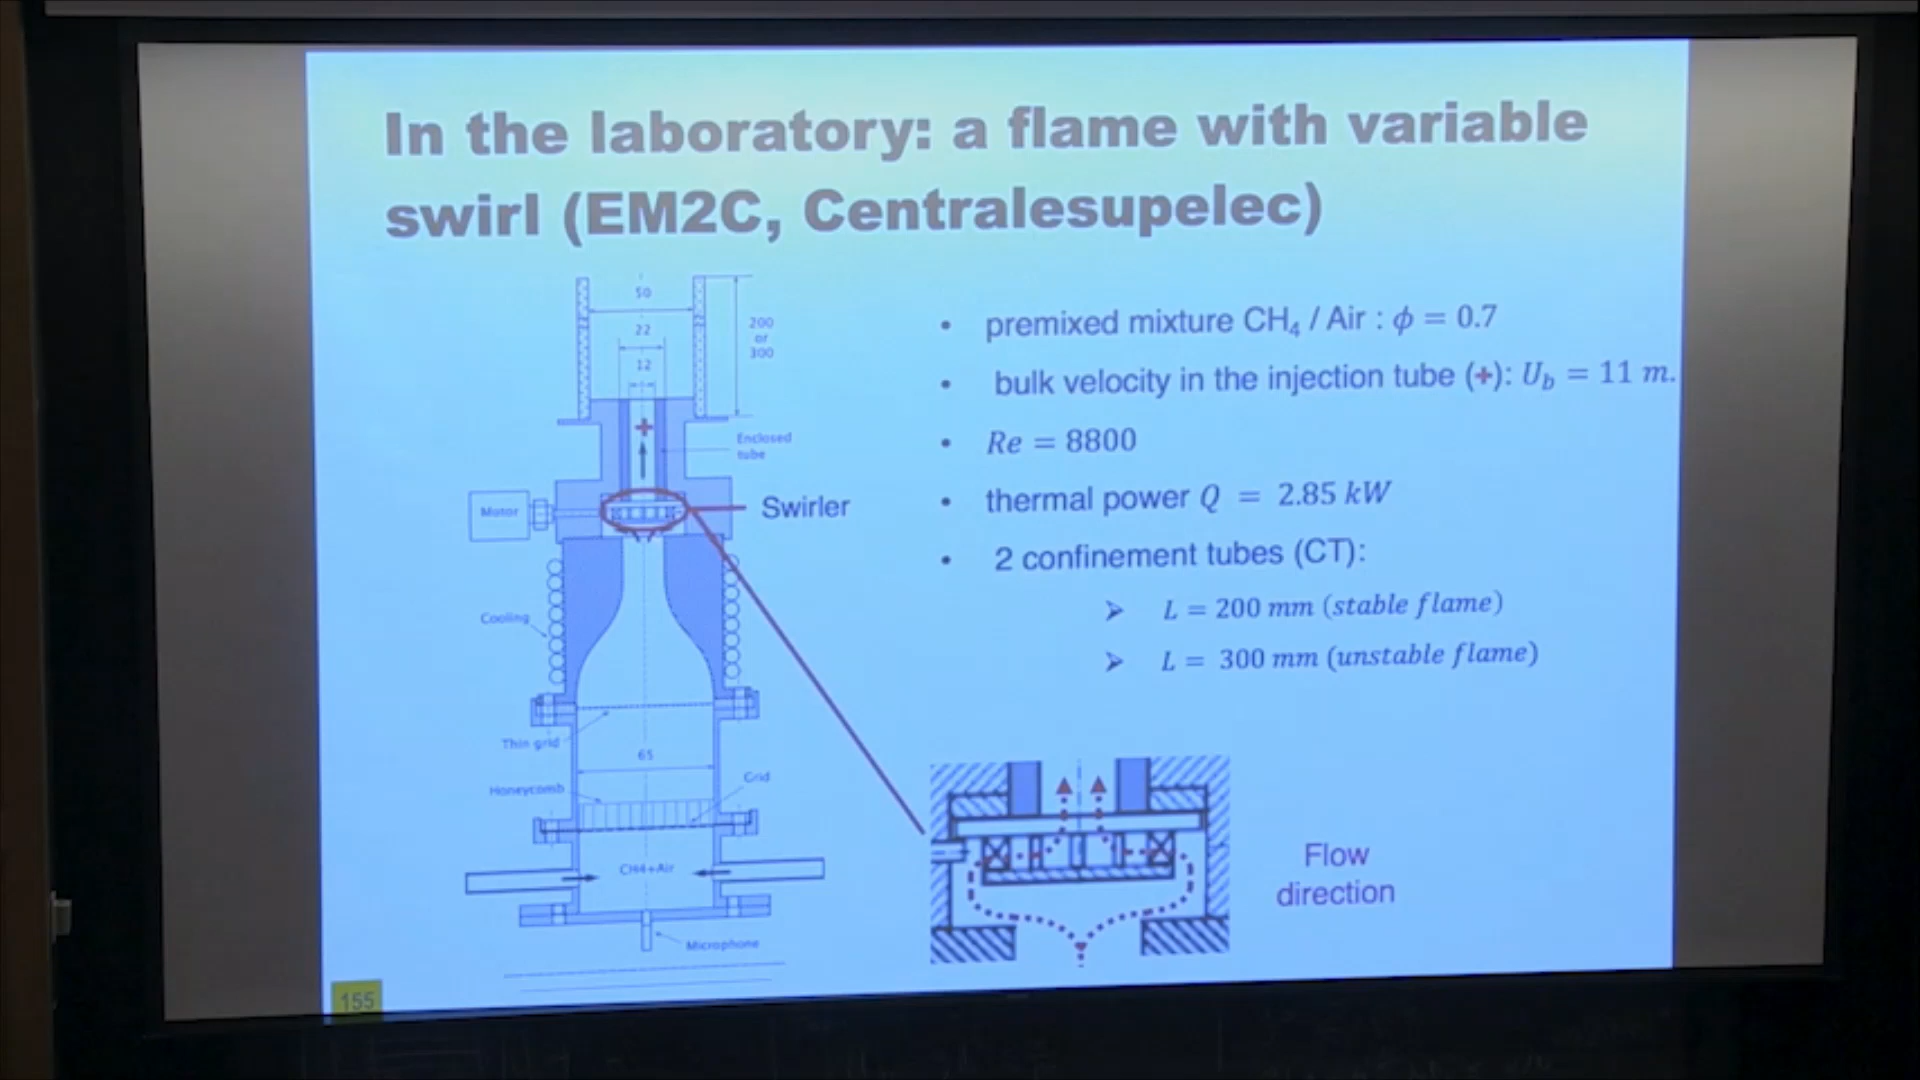 In the laboratory: a flame with variable
swirl (EM2C, Centralesupelec)
50
22
12
200
or
300
Enclosed
tube
Motor
Swirler
Cooling
Thin grid
65
Honeycomb
Grid
CH4+Air
Microphone
• premixed mixture CH₄ / Air : ϕ = 0.7
• bulk velocity in the injection tube (+): U_b = 11 m.
• Re = 8800
• thermal power Q = 2.85 kW
• 2 confinement tubes (CT):
➤ L = 200 mm (stable flame)
➤ L = 300 mm (unstable flame)
Flow
direction
155